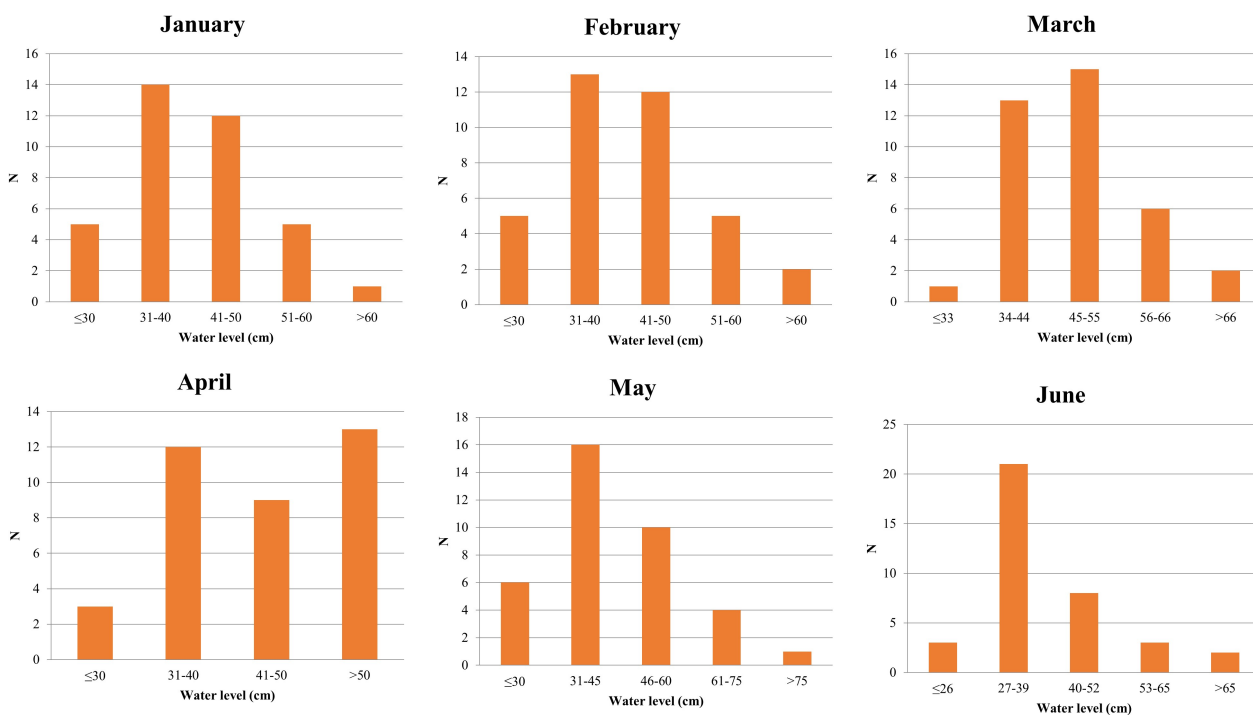 January
16
14
12
10
8
6
4
2
0
N
≤30 31-40 41-50 51-60 >60
Water level (cm)
February
14
12
10
8
6
4
2
0
N
≤30 31-40 41-50 51-60 >60
Water level (cm)
March
16
14
12
10
8
6
4
2
0
N
≤33 34-44 45-55 56-66 >66
Water level (cm)
April
14
12
10
8
6
4
2
0
N
≤30 31-40 41-50 >50
Water level (cm)
May
18
16
14
12
10
8
6
4
2
0
N
≤30 31-45 46-60 61-75 >75
Water level (cm)
June
25
20
15
10
5
0
N
≤26 27-39 40-52 53-65 >65
Water level (cm)